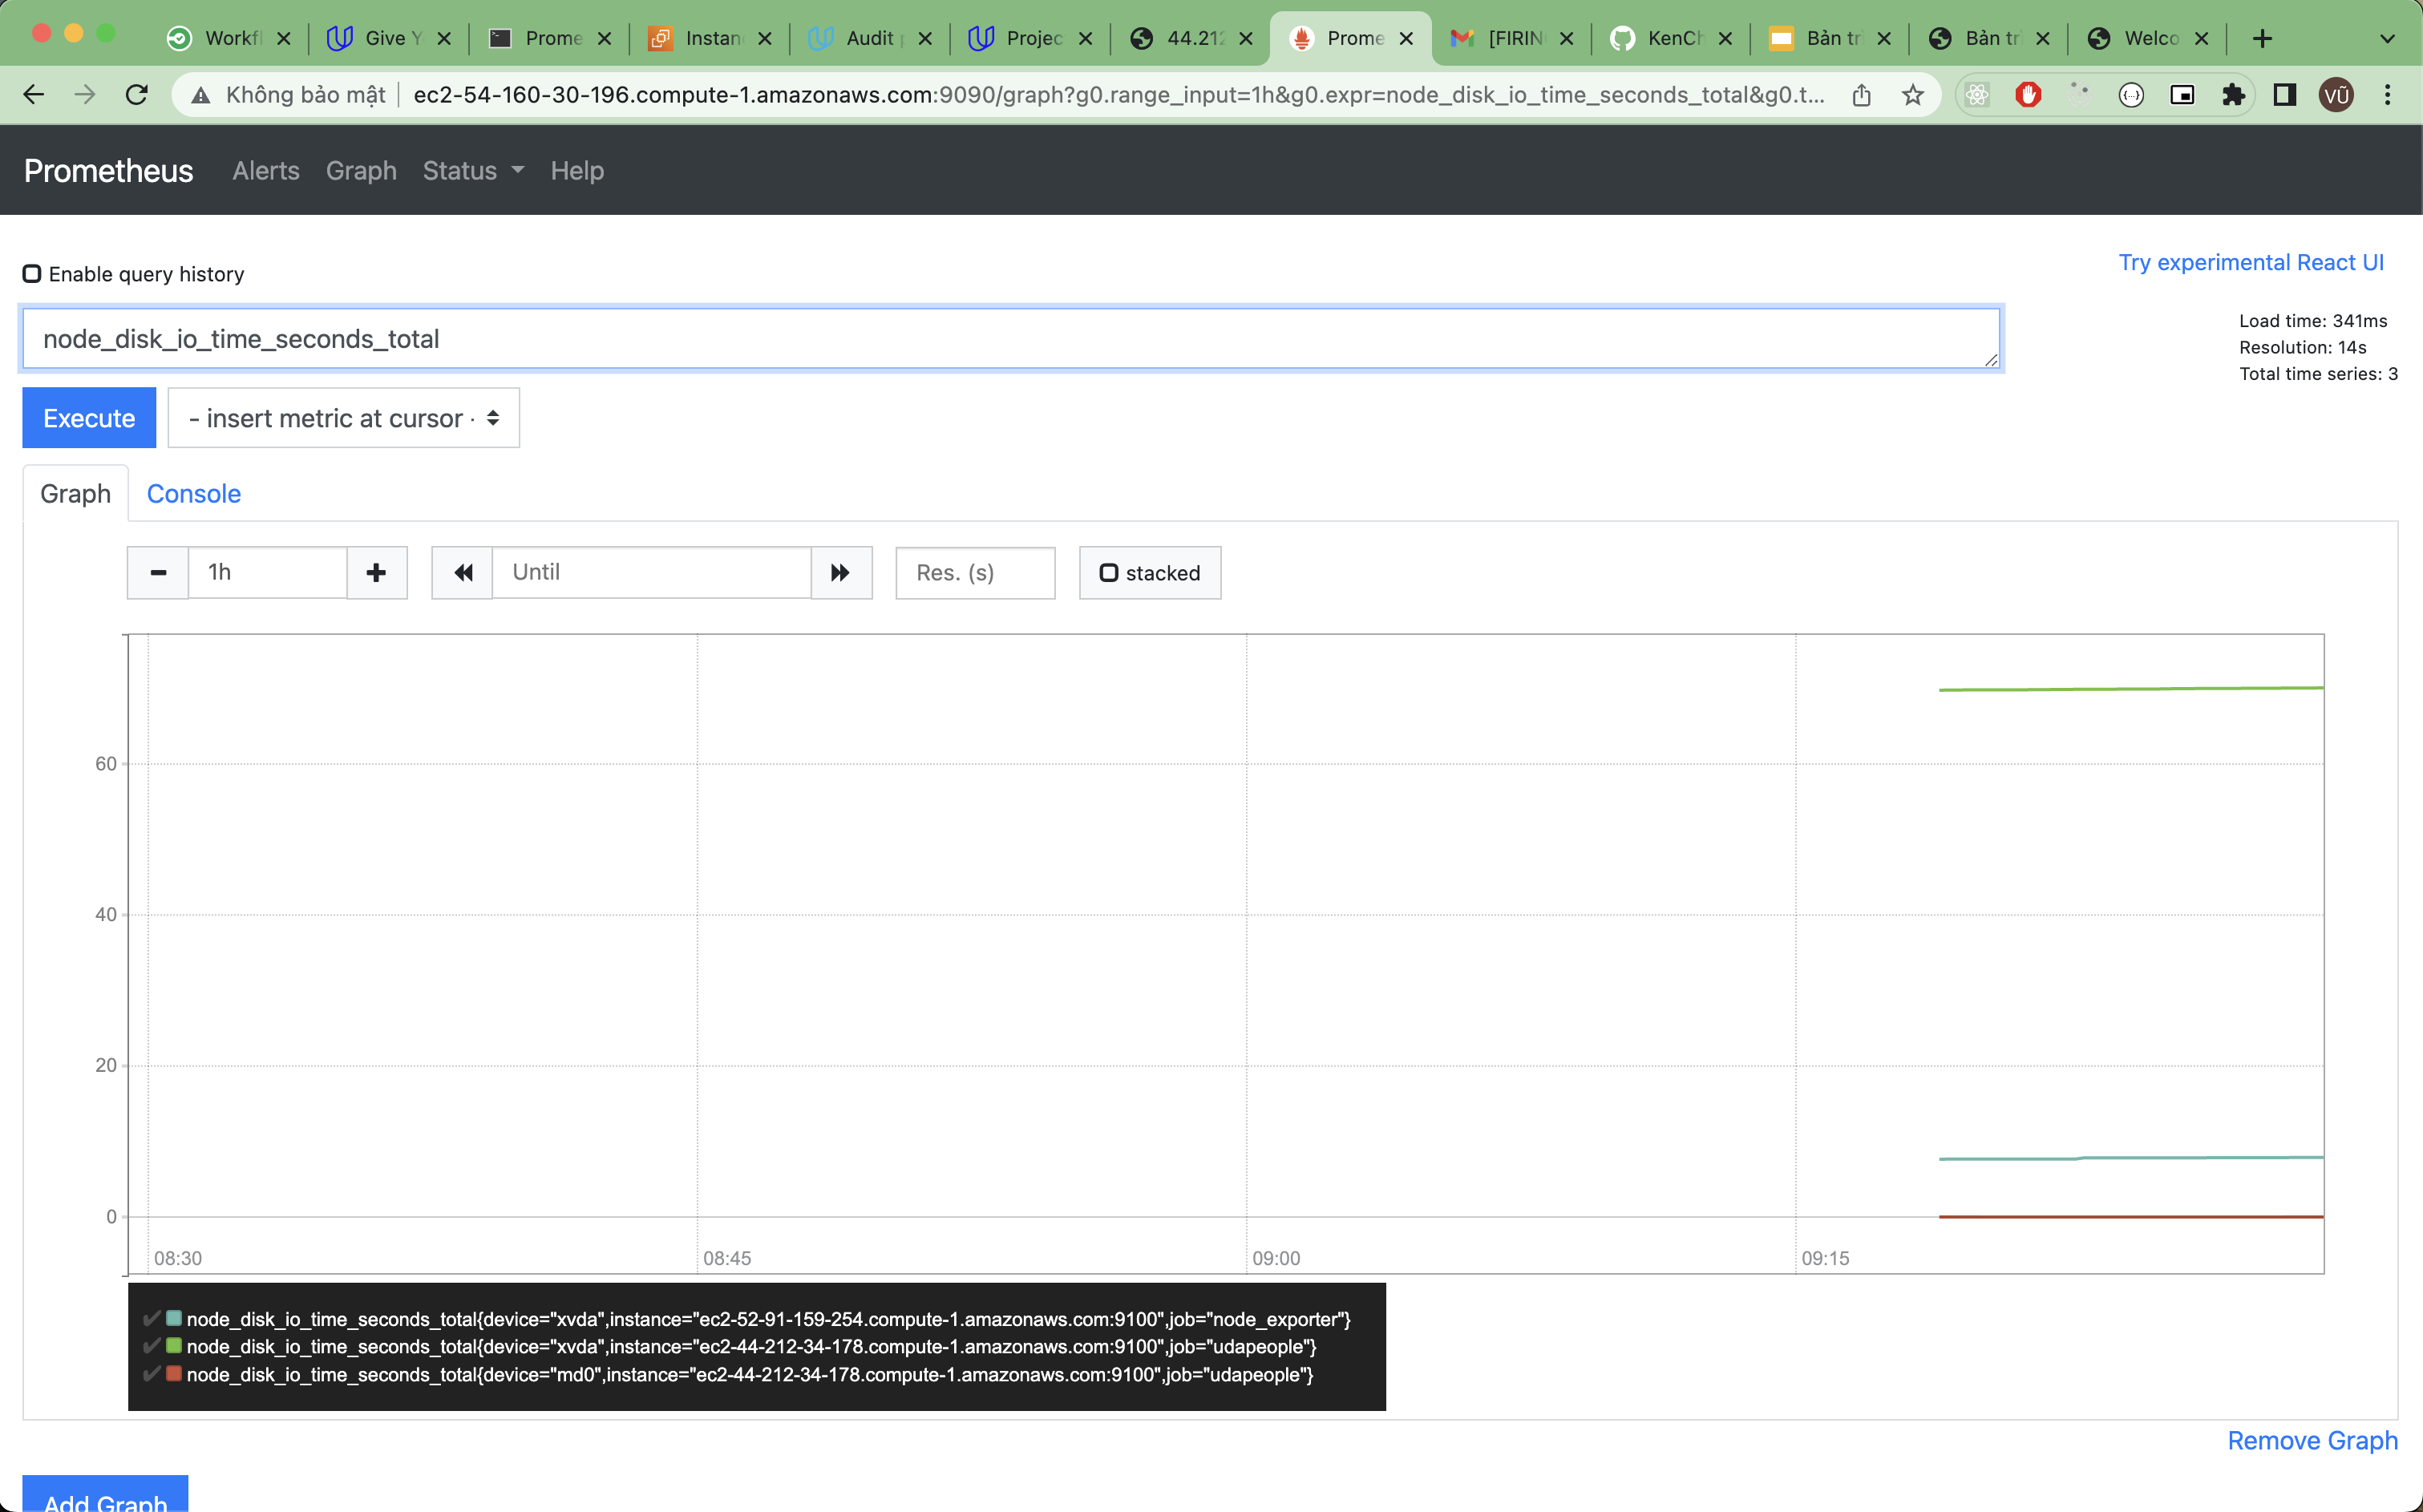 Workfl
Give Y
Prome
Instan
Audit p
Projec
44.212
Prome
[FIRIN
KenCh
Bản trì
Bản trì
Welco
Không bảo mật
ec2-54-160-30-196.compute-1.amazonaws.com:9090/graph?g0.range_input=1h&g0.expr=node_disk_io_time_seconds_total&g0.t...
VŨ
Prometheus Alerts Graph Status Help
Enable query history
Try experimental React UI
node_disk_io_time_seconds_total
Load time: 341ms
Resolution: 14s
Total time series: 3
Execute
- insert metric at cursor -
Graph Console
1h
Until
Res. (s)
stacked
60
40
20
0
08:30 08:45 09:00 09:15
node_disk_io_time_seconds_total{device="xvda",instance="ec2-52-91-159-254.compute-1.amazonaws.com:9100",job="node_exporter"}
node_disk_io_time_seconds_total{device="xvda",instance="ec2-44-212-34-178.compute-1.amazonaws.com:9100",job="udapeople"}
node_disk_io_time_seconds_total{device="md0",instance="ec2-44-212-34-178.compute-1.amazonaws.com:9100",job="udapeople"}
Remove Graph
Add Graph